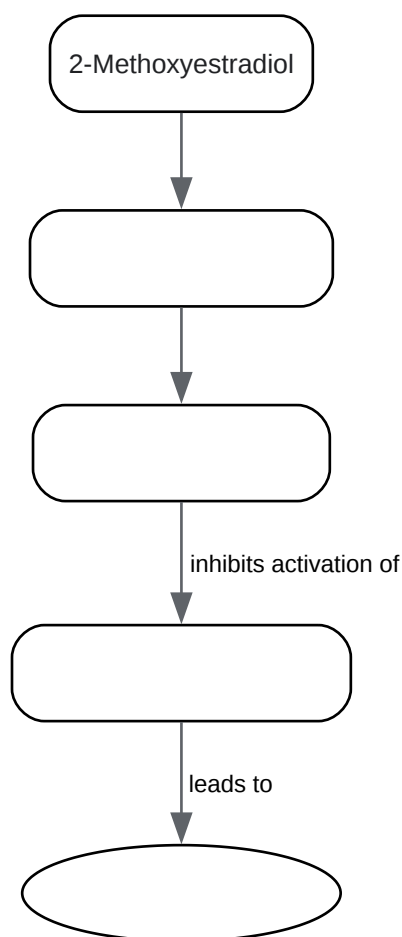 2-Methoxyestradiol
inhibits activation of
leads to